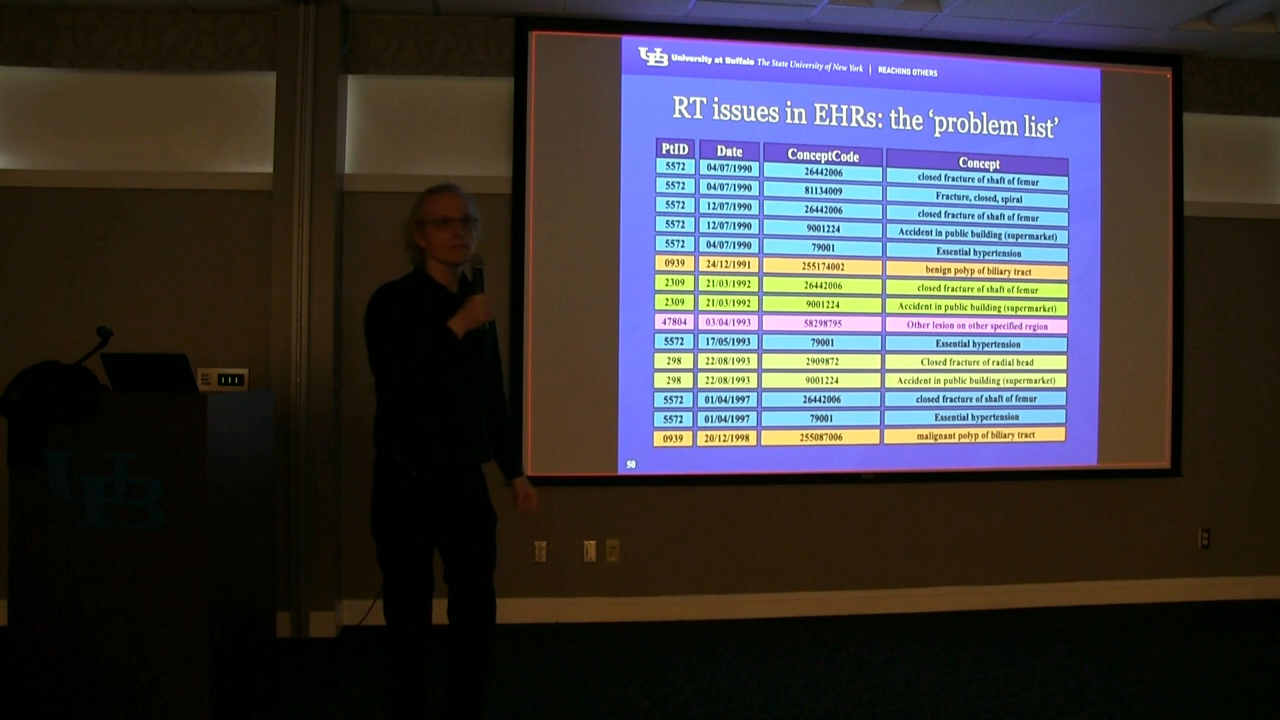 UB University at Buffalo The State University of New York | REACHING OTHERS
RT issues in EHRs: the ‘problem list’
PtID Date ConceptCode Concept
5572 04/07/1990 26442006 closed fracture of shaft of femur
5572 04/07/1990 81134009 Fracture, closed, spiral
5572 12/07/1990 26442006 closed fracture of shaft of femur
5572 12/07/1990 9001224 Accident in public building (supermarket)
5572 04/07/1990 79001 Essential hypertension
0939 24/12/1991 255174002 benign polyp of biliary tract
2309 21/03/1992 26442006 closed fracture of shaft of femur
2309 21/03/1992 9001224 Accident in public building (supermarket)
47804 03/04/1993 58298795 Other lesion on other specified region
5572 17/05/1993 79001 Essential hypertension
298 22/08/1993 2909872 Closed fracture of radial head
298 22/08/1993 9001224 Accident in public building (supermarket)
5572 01/04/1997 26442006 closed fracture of shaft of femur
5572 01/04/1997 79001 Essential hypertension
0939 20/12/1998 255087006 malignant polyp of biliary tract
50
UB